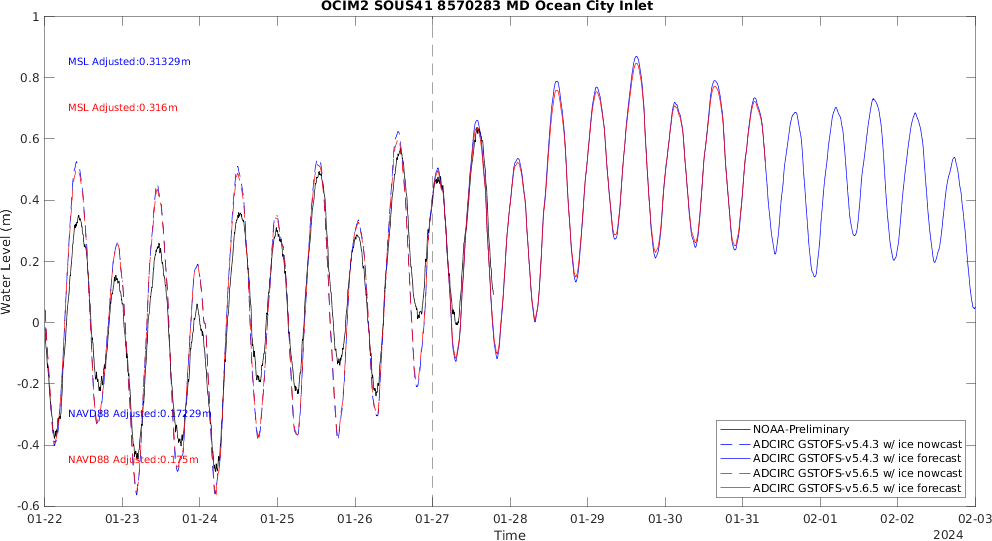 OCIM2 SOUS41 8570283 MD Ocean City Inlet
1
0.8
0.6
0.4
0.2
0
-0.2
-0.4
-0.6
Water Level (m)
MSL Adjusted:0.31329m
MSL Adjusted:0.316m
NAVD88 Adjusted:0.17229m
NAVD88 Adjusted:0.175m
NOAA-Preliminary
ADCIRC GSTOFS-v5.4.3 w/ ice nowcast
ADCIRC GSTOFS-v5.4.3 w/ ice forecast
ADCIRC GSTOFS-v5.6.5 w/ ice nowcast
ADCIRC GSTOFS-v5.6.5 w/ ice forecast
01-22 01-23 01-24 01-25 01-26 01-27 01-28 01-29 01-30 01-31 02-01 02-02 02-03
Time
2024